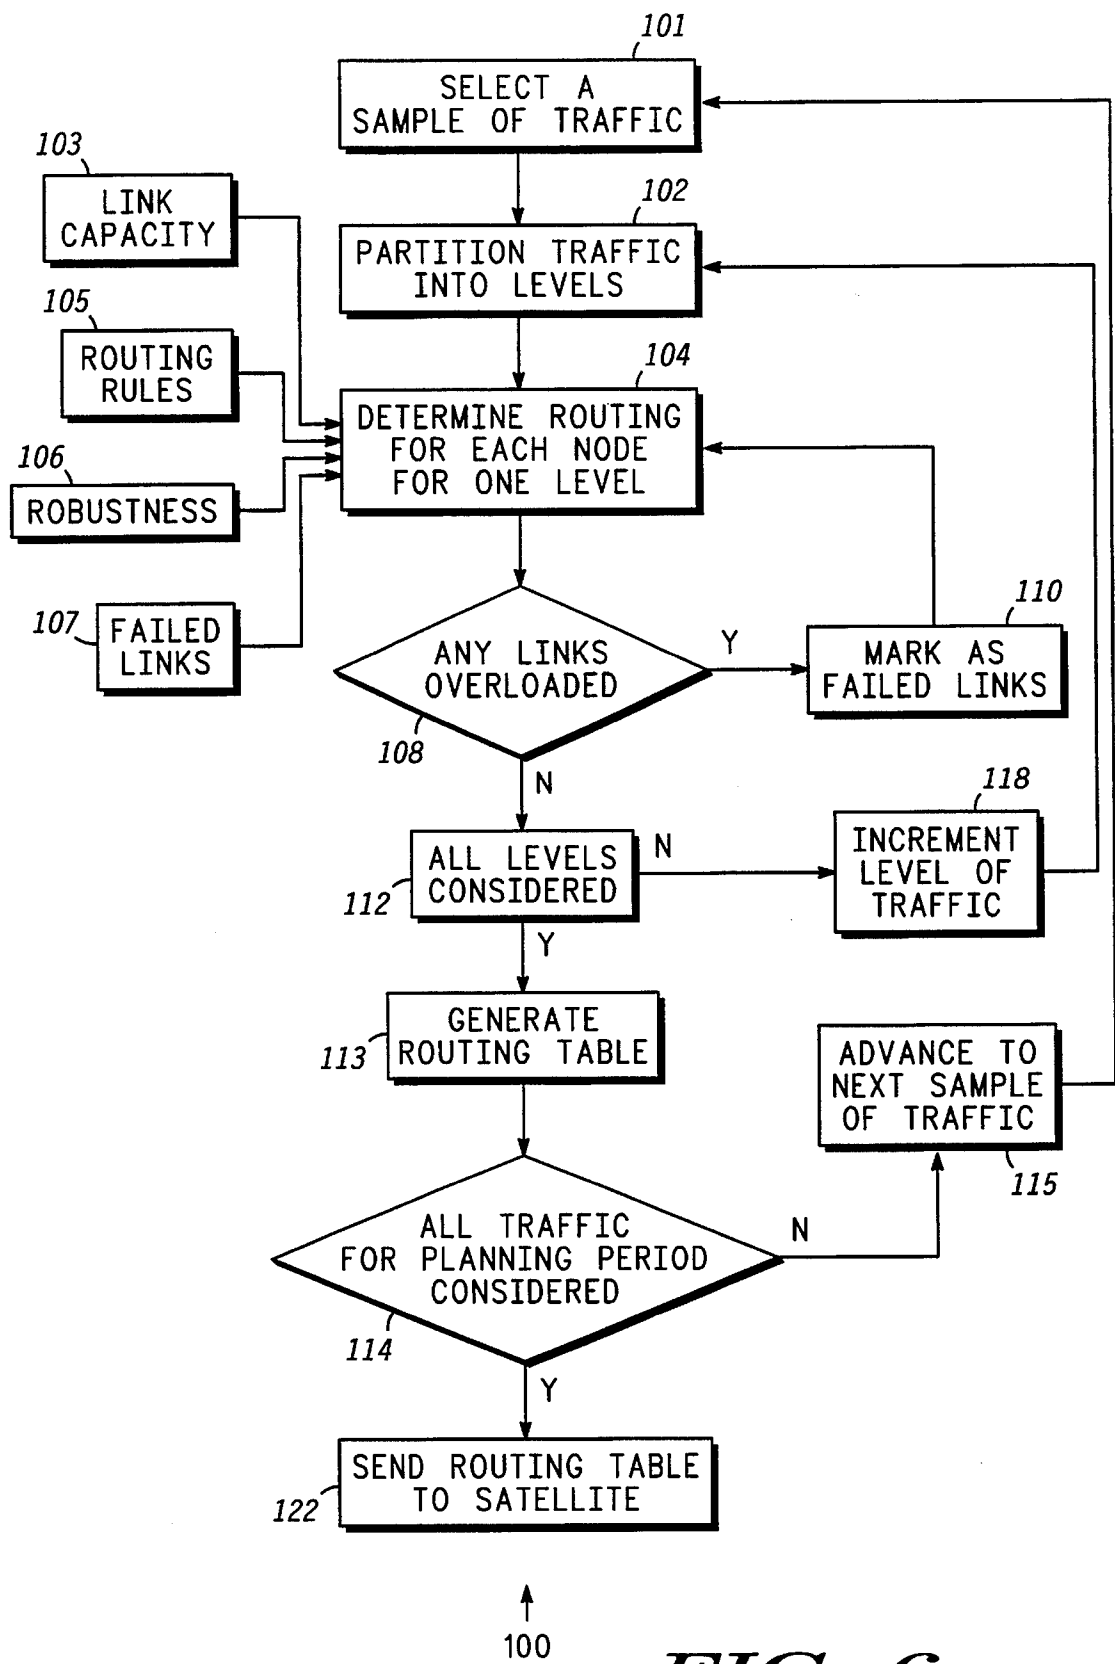 101
SELECT A
SAMPLE OF TRAFFIC
103
LINK
CAPACITY
102
PARTITION TRAFFIC
INTO LEVELS
105
ROUTING
RULES
104
DETERMINE ROUTING
FOR EACH NODE
FOR ONE LEVEL
106
ROBUSTNESS
107
FAILED
LINKS
ANY LINKS
OVERLOADED
108
Y
110
MARK AS
FAILED LINKS
N
118
INCREMENT
LEVEL OF
TRAFFIC
ALL LEVELS
CONSIDERED
112
N
Y
GENERATE
ROUTING TABLE
113
ADVANCE TO
NEXT SAMPLE
OF TRAFFIC
115
ALL TRAFFIC
FOR PLANNING PERIOD
CONSIDERED
114
N
Y
SEND ROUTING TABLE
TO SATELLITE
122
100